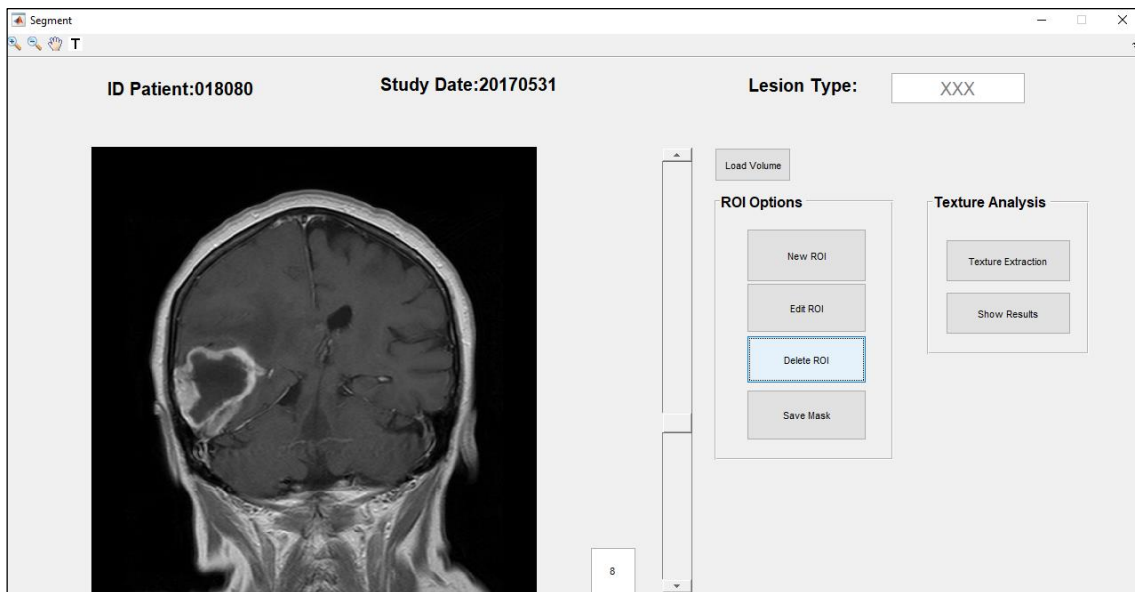 Segment
T
ID Patient:018080
Study Date:20170531
Lesion Type:
XXX
Load Volume
ROI Options
New ROI
Edit ROI
Delete ROI
Save Mask
Texture Analysis
Texture Extraction
Show Results
8